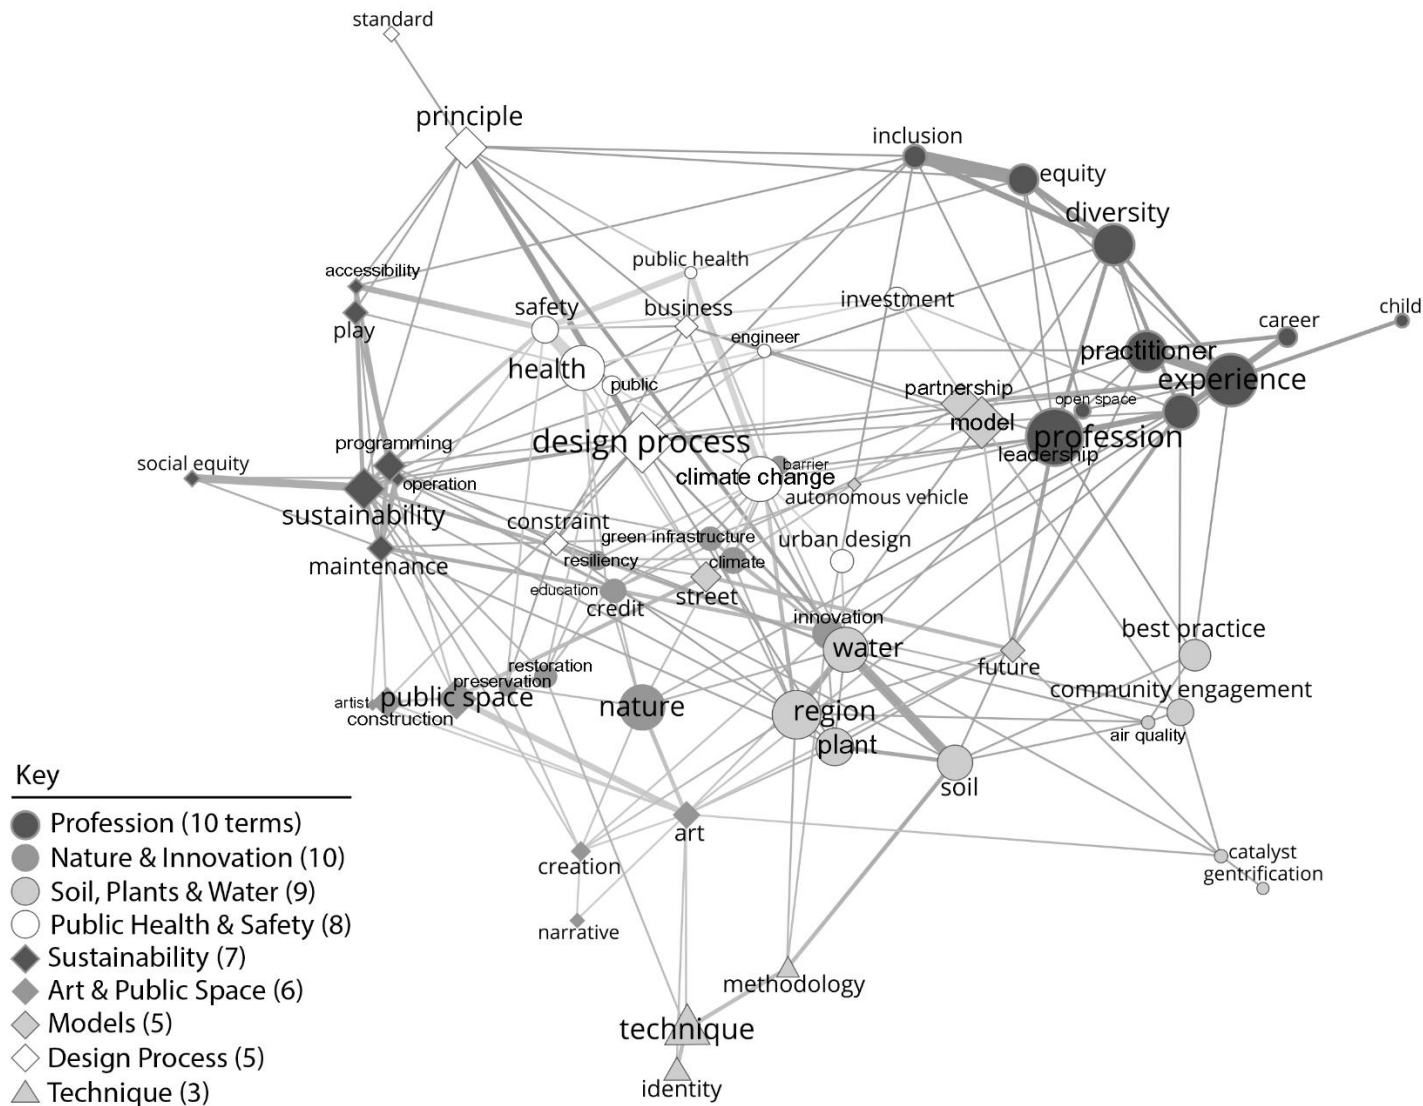 standard
principle
inclusion
equity
diversity
public health
accessibility
safety
business
investment
play
engineer
career
child
health
public
practitioner
experience
partnership
open space
model
design process
profession
leadership
programming
social equity
operation
climate change
barrier
autonomous vehicle
sustainability
constraint
green infrastructure
urban design
maintenance
resiliency
climate
education
credit
street
innovation
water
best practice
restoration
future
preservation
public space
community engagement
artist
construction
nature
region
plant
air quality
soil
art
creation
catalyst
gentrification
narrative
methodology
technique
identity
Key
Profession (10 terms)
Nature & Innovation (10)
Soil, Plants & Water (9)
Public Health & Safety (8)
Sustainability (7)
Art & Public Space (6)
Models (5)
Design Process (5)
Technique (3)